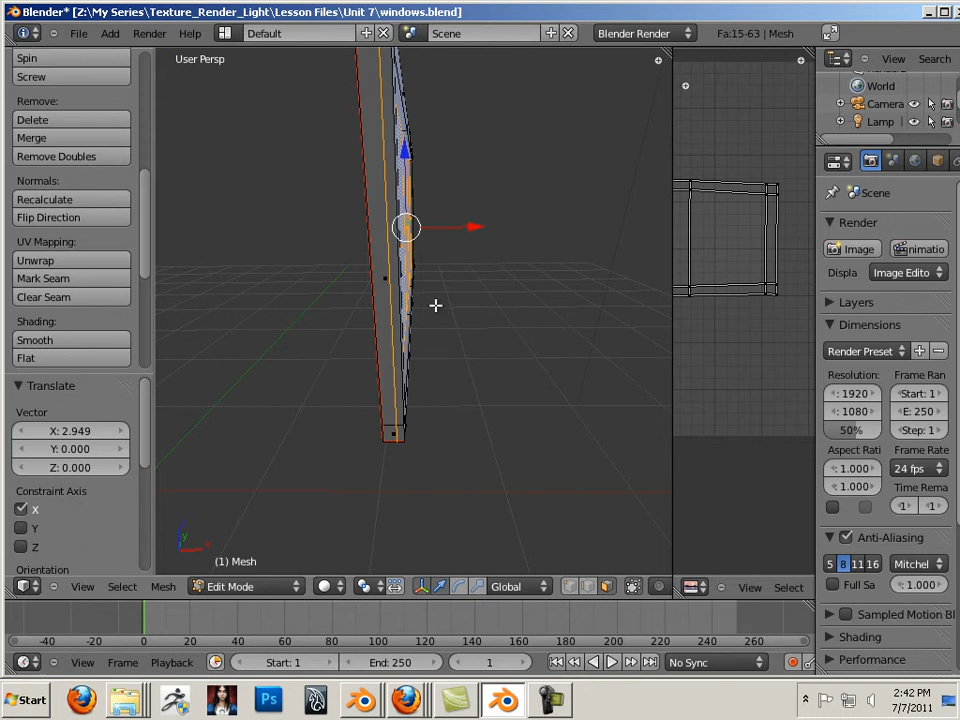 Blender* [Z:\My Series\Texture_Render_Light\Lesson Files\Unit 7\windows.blend]
File Add Render Help Default Scene Blender Render Fa:15-63 | Mesh
Spin
Screw
Remove:
Delete
Merge
Remove Doubles
Normals:
Recalculate
Flip Direction
UV Mapping:
Unwrap
Mark Seam
Clear Seam
Shading:
Smooth
Flat
Translate
Vector
X: 2.949
Y: 0.000
Z: 0.000
Constraint Axis
X
Y
Z
Orientation
User Persp
z
y
x
(1) Mesh
View Select Mesh Edit Mode Global
View Select
View Search
World
Camera
Lamp
Scene
Render
Image Animatio
Displa Image Edito
Layers
Dimensions
Render Preset
Resolution: Frame Ran
: 1920 Start: 1
: 1080 E: 250
50% Step: 1
Aspect Rati Frame Rate
: 1.000 24 fps
: 1.000 Time Rema
: 1 : 1
Anti-Aliasing
5 8 11 16 Mitchel
Full Sa : 1.000
Sampled Motion Bl
Shading
Performance
-40 -20 0 20 40 60 80 100 120 140 160 180 200 220 240 260
View Frame Playback Start: 1 End: 250 1 No Sync
Start Ps 2:42 PM
7/7/2011